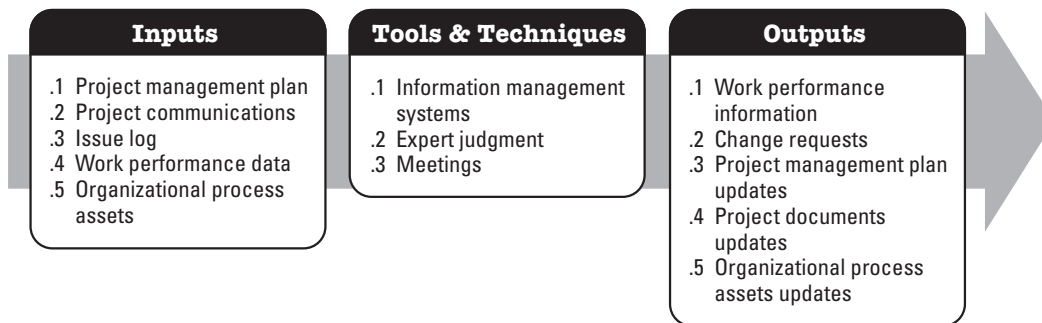 Inputs
.1 Project management plan
.2 Project communications
.3 Issue log
.4 Work performance data
.5 Organizational process
assets
Tools & Techniques
.1 Information management
systems
.2 Expert judgment
.3 Meetings
Outputs
.1 Work performance
information
.2 Change requests
.3 Project management plan
updates
.4 Project documents
updates
.5 Organizational process
assets updates